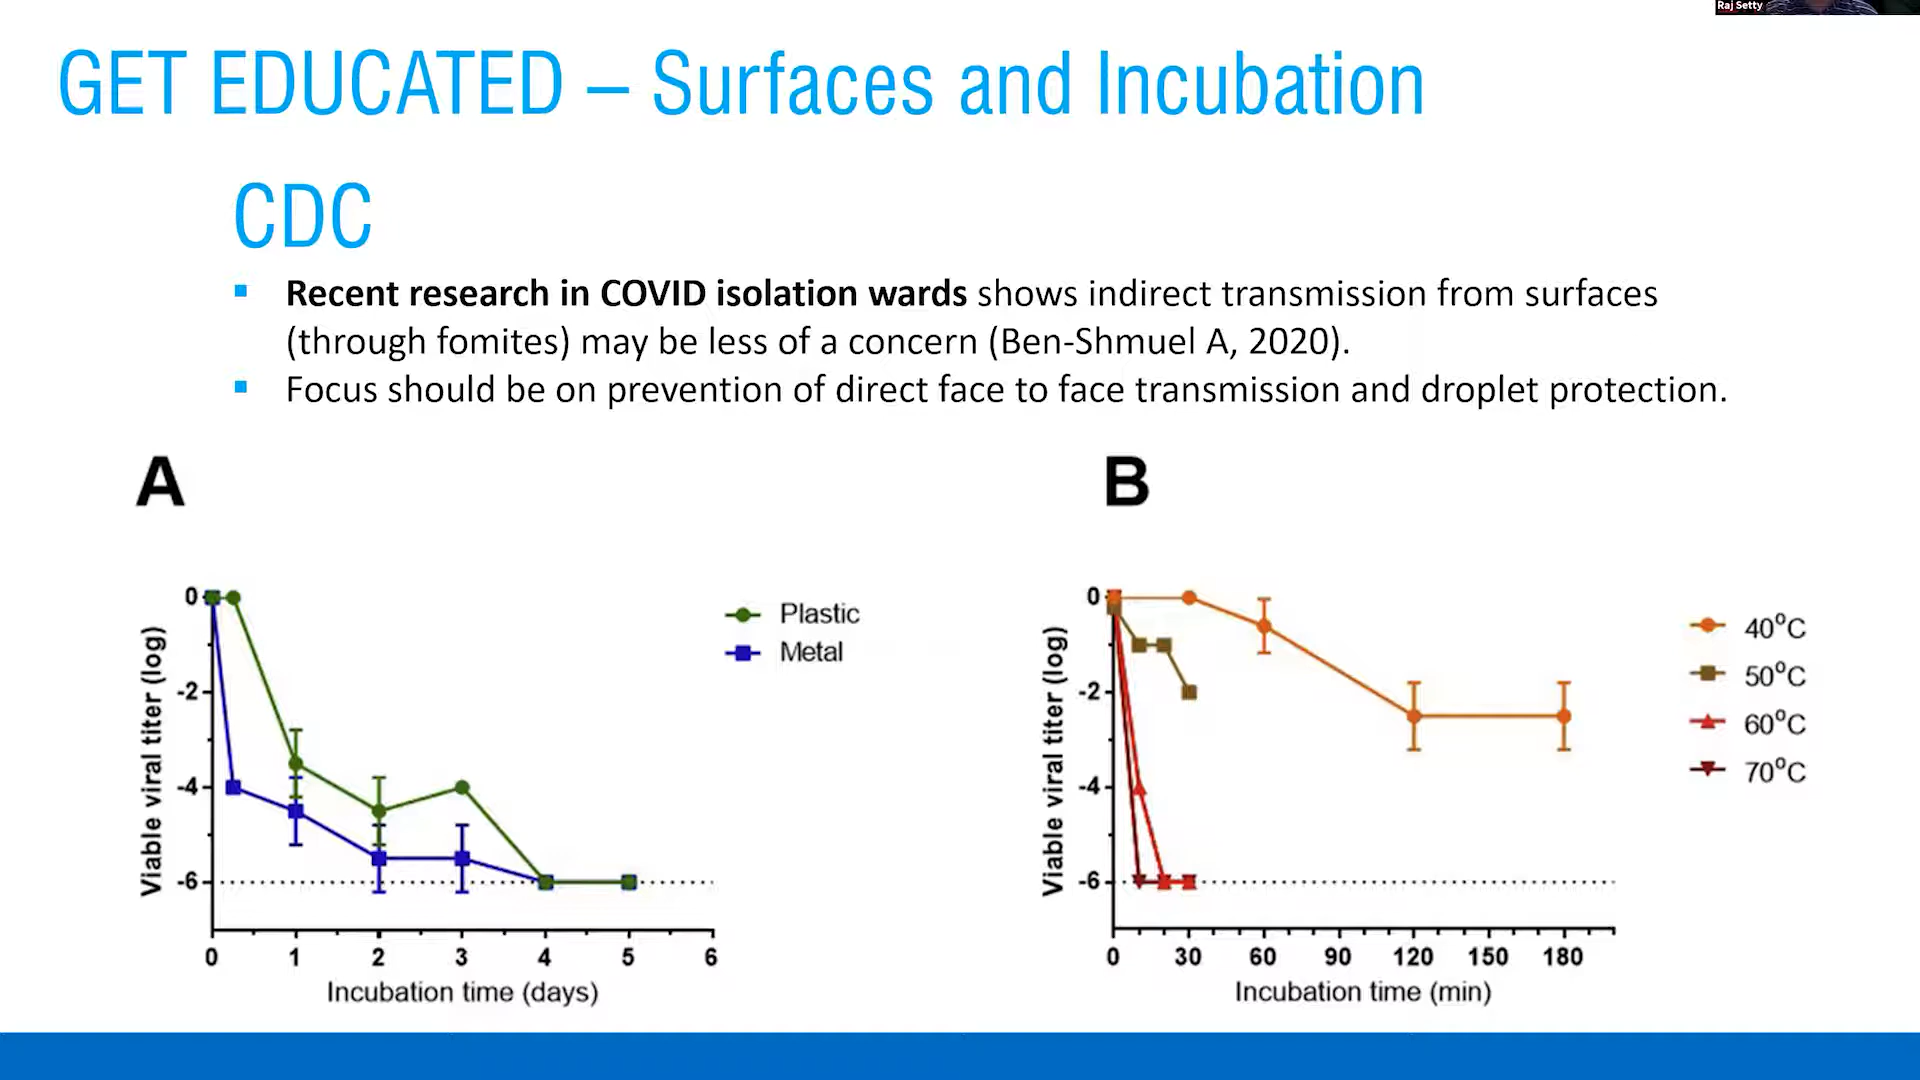 Raj Setty
GET EDUCATED – Surfaces and Incubation
CDC
Recent research in COVID isolation wards shows indirect transmission from surfaces
(through fomites) may be less of a concern (Ben-Shmuel A, 2020).
Focus should be on prevention of direct face to face transmission and droplet protection.
A
Viable viral titer (log)
0
-2
-4
-6
0 1 2 3 4 5 6
Incubation time (days)
Plastic
Metal
B
Viable viral titer (log)
0
-2
-4
-6
0 30 60 90 120 150 180
Incubation time (min)
40°C
50°C
60°C
70°C